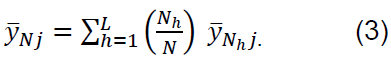 ȳ_{Nj} = ∑_{h=1}^{L} (N_h/N) ȳ_{N_h j.} (3)